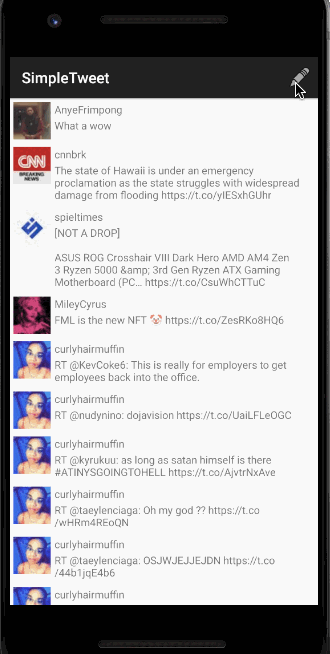 SimpleTweet
AnyeFrimpong
What a wow
CNN
BREAKING
NEWS
cnnbrk
The state of Hawaii is under an emergency
proclamation as the state struggles with widespread
damage from flooding https://t.co/yIESxhGUhr
spieltimes
[NOT A DROP]
ASUS ROG Crosshair VIII Dark Hero AMD AM4 Zen
3 Ryzen 5000 &amp; 3rd Gen Ryzen ATX Gaming
Motherboard (PC... https://t.co/CsuWhCTTuC
MileyCyrus
FML is the new NFT 🤡 https://t.co/ZesRKo8HQ6
curlyhairmuffin
RT @KevCoke6: This is really for employers to get
employees back into the office.
curlyhairmuffin
RT @nudynino: dojavision https://t.co/UaiLFLeOGC
curlyhairmuffin
RT @kyrukuu: as long as satan himself is there
#ATINYSGOINGTOHELL https://t.co/AjvtrNxAve
curlyhairmuffin
RT @taeylenciaga: Oh my god ?? https://t.co
/wHRm4REoQN
curlyhairmuffin
RT @taeylenciaga: OSJWJEJJEJDN https://t.co
/44b1jqE4b6
curlyhairmuffin